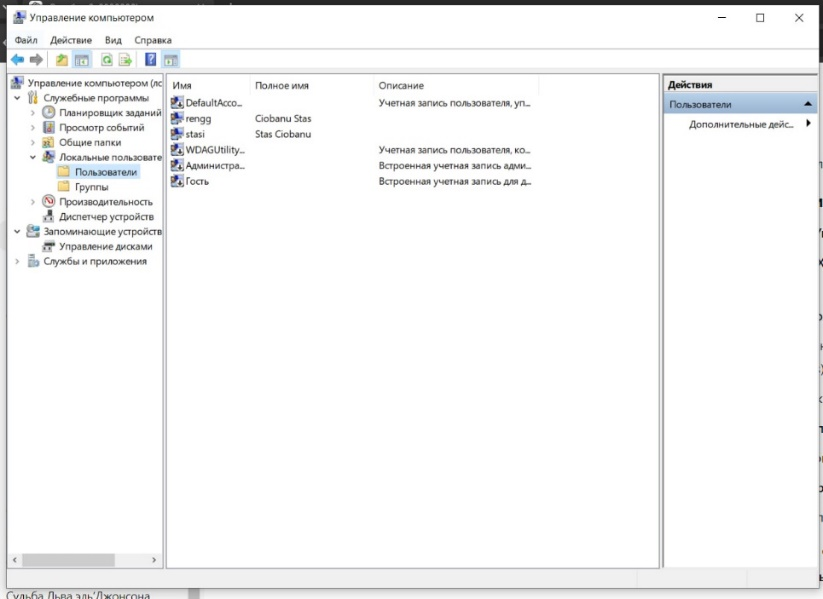 Управление компьютером
Файл Действие Вид Справка
Управление компьютером (лс
Служебные программы
Планировщик заданий
Просмотр событий
Общие папки
Локальные пользовате
Пользователи
Группы
Производительность
Диспетчер устройств
Запоминающие устройств
Управление дисками
Службы и приложения
Имя Полное имя Описание
DefaultAcco... Учетная запись пользователя, уп...
rengg Ciobanu Stas
stasi Stas Ciobanu
WDAGUtility... Учетная запись пользователя, ко...
Администра... Встроенная учетная запись адми...
Гость Встроенная учетная запись для д...
Действия
Пользователи
Дополнительные дейс...
Судьба Льва эль'Джонсона